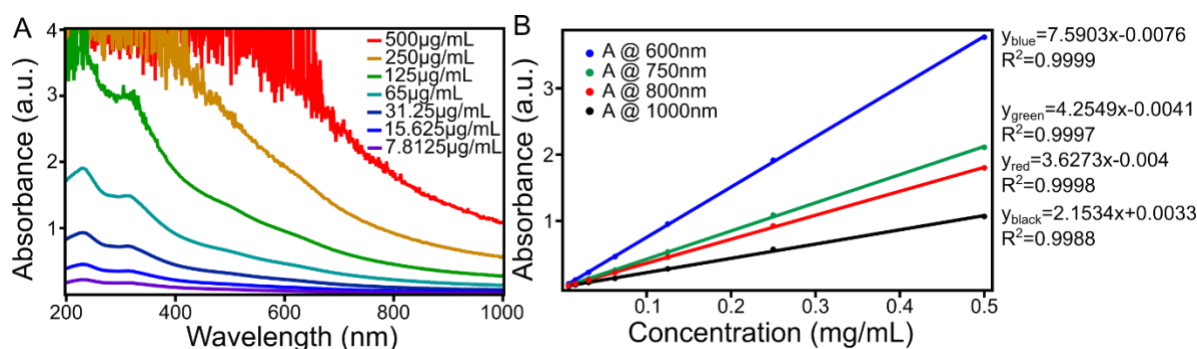 A
Absorbance (a.u.)
4
3
2
1
200
400
600
800
1000
Wavelength (nm)
500µg/mL
250µg/mL
125µg/mL
65µg/mL
31.25µg/mL
15.625µg/mL
7.8125µg/mL
B
Absorbance (a.u.)
3
2
1
0.1
0.2
0.3
0.4
0.5
Concentration (mg/mL)
A @ 600nm
A @ 750nm
A @ 800nm
A @ 1000nm
y_blue=7.5903x-0.0076
R²=0.9999
y_green=4.2549x-0.0041
R²=0.9997
y_red=3.6273x-0.004
R²=0.9998
y_black=2.1534x+0.0033
R²=0.9988